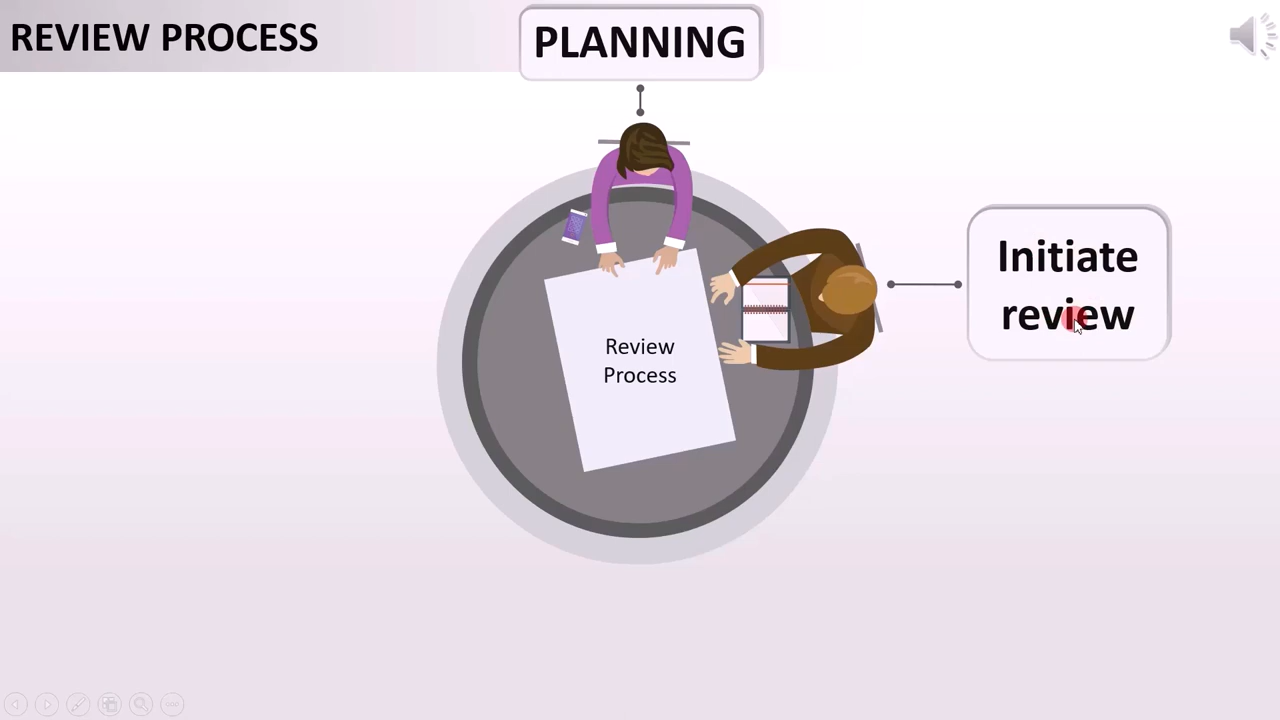 REVIEW PROCESS
PLANNING
Initiate
review
Review
Process